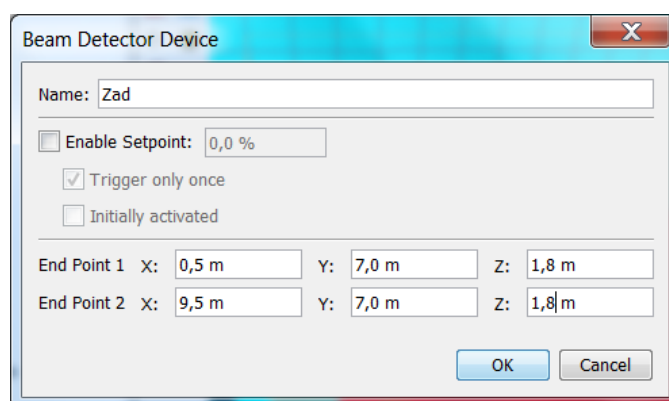 Beam Detector Device
Name: Zad
Enable Setpoint: 0,0 %
Trigger only once
Initially activated
End Point 1 X: 0,5 m Y: 7,0 m Z: 1,8 m
End Point 2 X: 9,5 m Y: 7,0 m Z: 1,8 m
OK Cancel